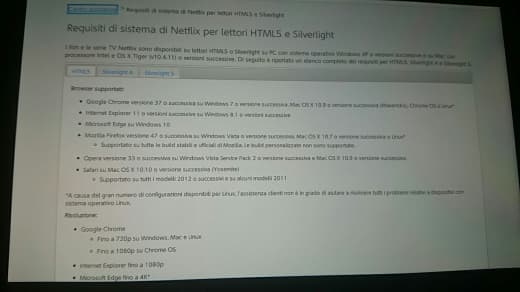 Centro assistenza > Requisiti di sistema di Netflix per lettori HTML5 e Silverlight
Requisiti di sistema di Netflix per lettori HTML5 e Silverlight
I film e le serie TV Netflix sono disponibili su lettori HTML5 o Silverlight su PC con sistema operativo Windows XP o versioni successive o su Mac con
processore Intel e OS X Tiger (v10.4.11) o versioni successive. Di seguito è riportato un elenco completo dei requisiti per HTML5, Silverlight 4 e Silverlight 5.
HTML5 Silverlight 4 Silverlight 5
Browser supportati:
Google Chrome versione 37 o successiva su Windows 7 o versione successiva, Mac OS X 10.9 o versione successiva (Mavericks), Chrome OS o Linux*
Internet Explorer 11 o versioni successive su Windows 8.1 o versioni successive
Microsoft Edge su Windows 10
Mozilla Firefox versione 47 o successiva su Windows Vista o versione successiva, Mac OS X 10.7 o versione successiva o Linux*
Supportato su tutte le build stabili e ufficiali di Mozilla. Le build personalizzate non sono supportate.
Opera versione 33 o successiva su Windows Vista Service Pack 2 o versione successiva e Mac OS X 10.9 o versione successiva.
Safari su Mac OS X 10.10 o versione successiva (Yosemite)
Supportato su tutti i modelli 2012 o successivi e su alcuni modelli 2011
*A causa del gran numero di configurazioni disponibili per Linux, l'assistenza clienti non è in grado di aiutare a risolvere tutti i problemi relativi a dispositivi con
sistema operativo Linux.
Risoluzione:
Google Chrome
Fino a 720p su Windows, Mac e Linux
Fino a 1080p su Chrome OS
Internet Explorer fino a 1080p
Microsoft Edge fino a 4K*